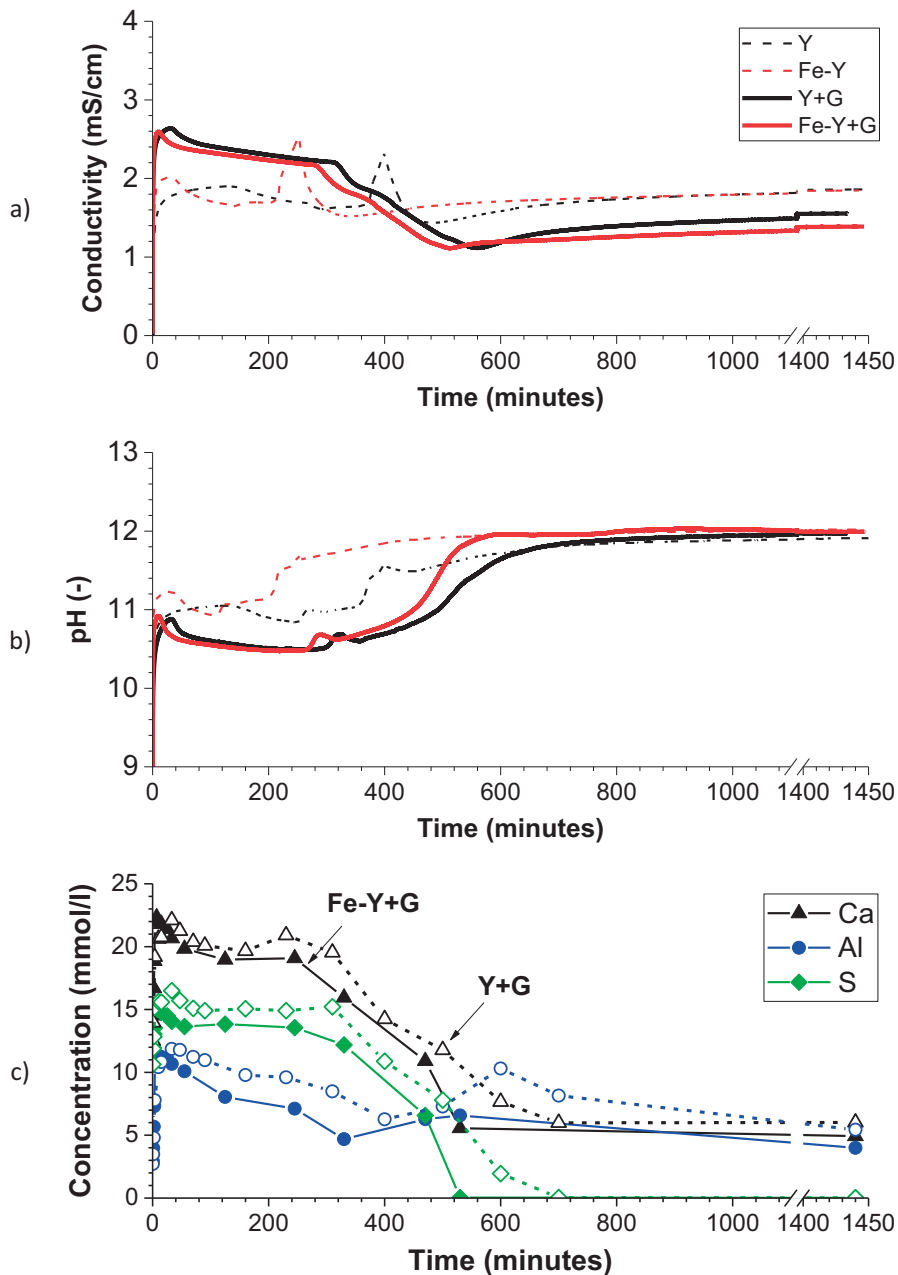 a)
Conductivity (mS/cm)
4
3
2
1
0
Y
Fe-Y
Y+G
Fe-Y+G
0 200 400 600 800 1000 1400 1450
Time (minutes)
b)
pH (-)
13
12
11
10
9
0 200 400 600 800 1000 1400 1450
Time (minutes)
c)
Concentration (mmol/l)
25
20
15
10
5
0
Fe-Y+G
Y+G
Ca
Al
S
0 200 400 600 800 1000 1400 1450
Time (minutes)